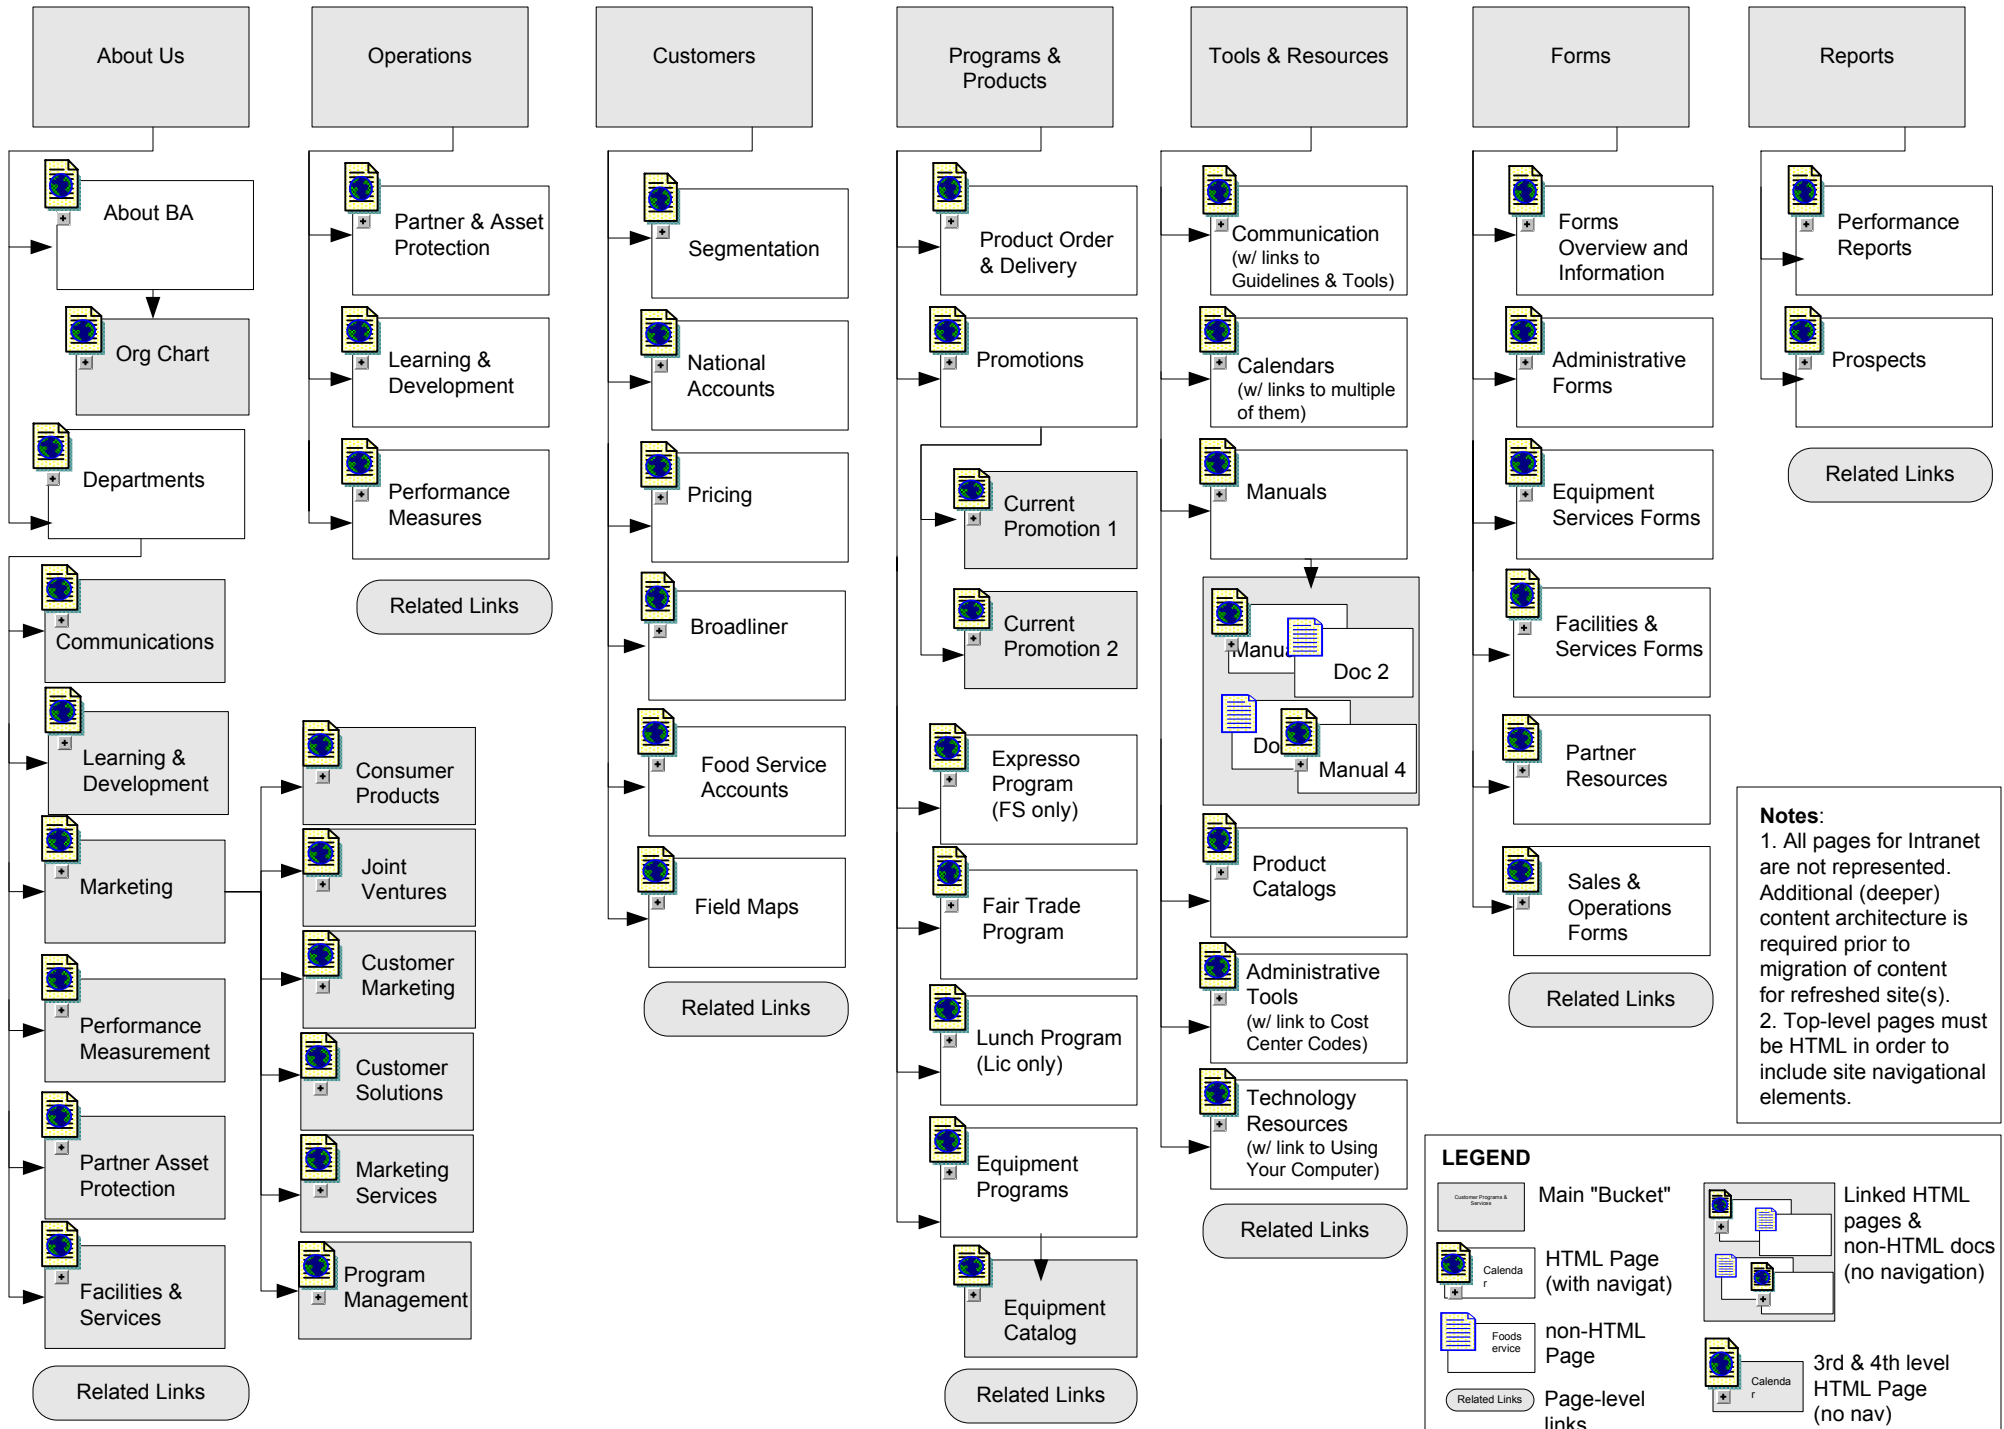 About Us
Operations
Customers
Programs &
Products
Tools & Resources
Forms
Reports
About BA
Org Chart
Departments
Communications
Learning &
Development
Marketing
Performance
Measurement
Partner Asset
Protection
Facilities &
Services
Related Links
Consumer
Products
Joint
Ventures
Customer
Marketing
Customer
Solutions
Marketing
Services
Program
Management
Partner & Asset
Protection
Learning &
Development
Performance
Measures
Related Links
Segmentation
National
Accounts
Pricing
Broadliner
Food Service
Accounts
Field Maps
Related Links
Product Order
& Delivery
Promotions
Current
Promotion 1
Current
Promotion 2
Expresso
Program
(FS only)
Fair Trade
Program
Lunch Program
(Lic only)
Equipment
Programs
Equipment
Catalog
Related Links
Communication
(w/ links to
Guidelines & Tools)
Calendars
(w/ links to multiple
of them)
Manuals
Manua
Doc 2
Do
Manual 4
Product
Catalogs
Administrative
Tools
(w/ link to Cost
Center Codes)
Technology
Resources
(w/ link to Using
Your Computer)
Related Links
Forms
Overview and
Information
Administrative
Forms
Equipment
Services Forms
Facilities &
Services Forms
Partner
Resources
Sales &
Operations
Forms
Related Links
Performance
Reports
Prospects
Related Links
Notes:
1. All pages for Intranet
are not represented.
Additional (deeper)
content architecture is
required prior to
migration of content
for refreshed site(s).
2. Top-level pages must
be HTML in order to
include site navigational
elements.
LEGEND
Customer Programs &
Services
Main "Bucket"
Calenda
r
HTML Page
(with navigat)
Foods
ervice
non-HTML
Page
Related Links
Page-level
links
Linked HTML
pages &
non-HTML docs
(no navigation)
Calenda
r
3rd & 4th level
HTML Page
(no nav)